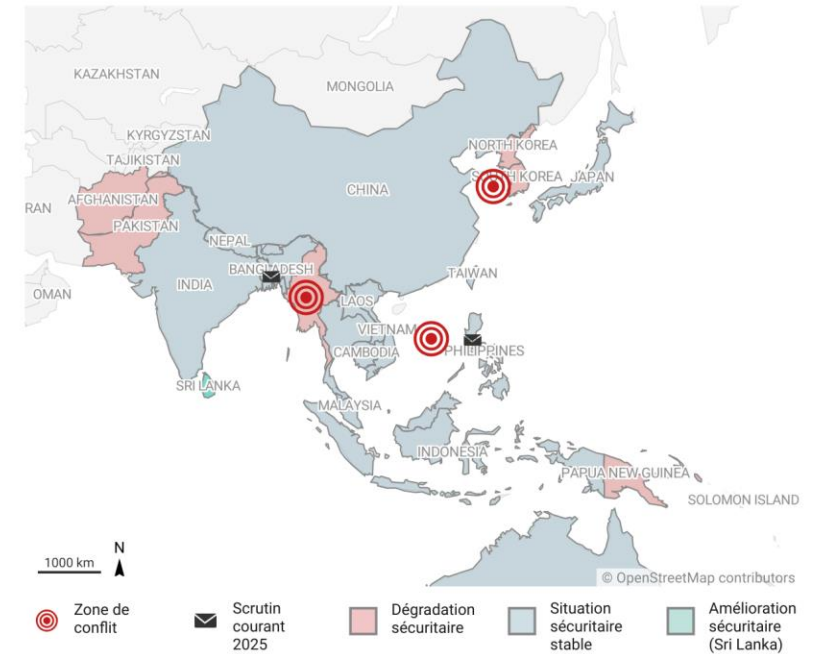 KAZAKHSTAN
MONGOLIA
KYRGYZSTAN
TAJIKISTAN
NORTH KOREA
SOUTH KOREA
JAPAN
CHINA
AFGHANISTAN
RAN
PAKISTAN
NEPAL
BANGLADESH
TAIWAN
INDIA
OMAN
LAOS
VIETNAM
CAMBODIA
PHILIPPINES
SRI LANKA
MALAYSIA
INDONESIA
PAPUA NEW GUINEA
SOLOMON ISLAND
N
1000 km
© OpenStreetMap contributors
Zone de
conflit
Scrutin
courant
2025
Dégradation
sécuritaire
Situation
sécuritaire
stable
Amélioration
sécuritaire
(Sri Lanka)